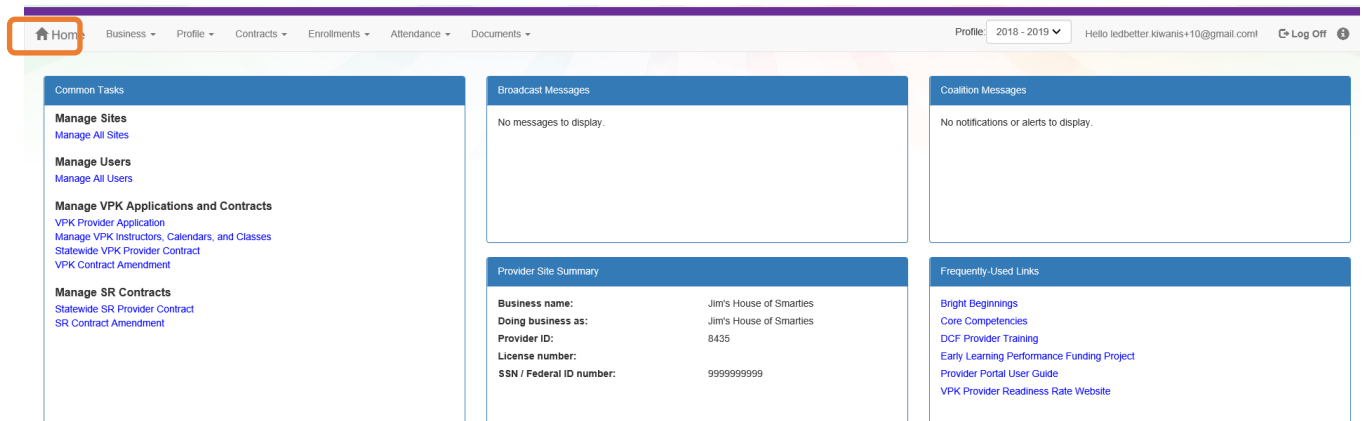 Home Business Profile Contracts Enrollments Attendance Documents Profile: 2018 - 2019 Hello ledbetter.kiwanis+10@gmail.com! Log Off
Common Tasks
Manage Sites
Manage All Sites
Manage Users
Manage All Users
Manage VPK Applications and Contracts
VPK Provider Application
Manage VPK Instructors, Calendars, and Classes
Statewide VPK Provider Contract
VPK Contract Amendment
Manage SR Contracts
Statewide SR Provider Contract
SR Contract Amendment
Broadcast Messages
No messages to display.
Coalition Messages
No notifications or alerts to display.
Provider Site Summary
Business name: Jim's House of Smarties
Doing business as: Jim's House of Smarties
Provider ID: 8435
License number:
SSN / Federal ID number: 9999999999
Frequently-Used Links
Bright Beginnings
Core Competencies
DCF Provider Training
Early Learning Performance Funding Project
Provider Portal User Guide
VPK Provider Readiness Rate Website